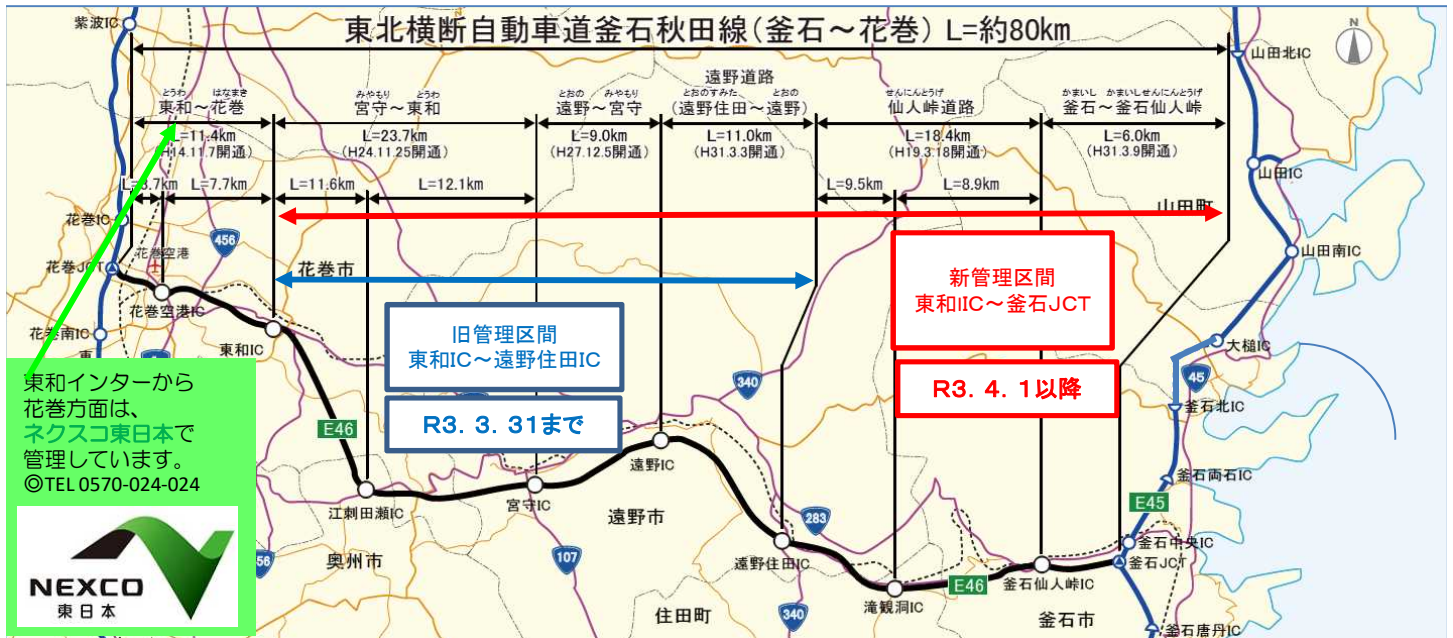 東北横断自動車道釜石秋田線(釜石～花巻) L=約80km
紫波IC
N
山田北IC
とうわ はなまき
東和～花巻
L=11.4km
(H14.11.7開通)
みやもり とうわ
宮守～東和
L=23.7km
(H24.11.25開通)
とおの みやもり
遠野～宮守
L=9.0km
(H27.12.5開通)
遠野道路
とおのすみた とおの
(遠野住田～遠野)
L=11.0km
(H31.3.3開通)
せんにんとうげ
仙人峠道路
L=18.4km
(H19.3.18開通)
かまいし かまいしせんにんとうげ
釜石～釜石仙人峠
L=6.0km
(H31.3.9開通)
L=3.7km
L=7.7km
L=11.6km
L=12.1km
L=9.5km
L=8.9km
山田IC
山田町
花巻IC
456
花巻空港
花巻JCT
花巻市
山田南IC
新管理区間
東和IIC～釜石JCT
R3．4．1以降
花巻空港IC
花巻南IC
東和IC
旧管理区間
東和IC～遠野住田IC
R3．3．31まで
大槌IC
340
45
釜石北IC
東和インターから
花巻方面は、
ネクスコ東日本で
管理しています。
◎TEL 0570-024-024
NEXCO
東日本
E46
遠野IC
釜石両石IC
江刺田瀬IC
宮守IC
遠野市
283
E45
奥州市
107
遠野住田IC
釜石中央IC
釜石JCT
E46
釜石仙人峠IC
滝観洞IC
住田町
340
釜石市
釜石唐丹IC